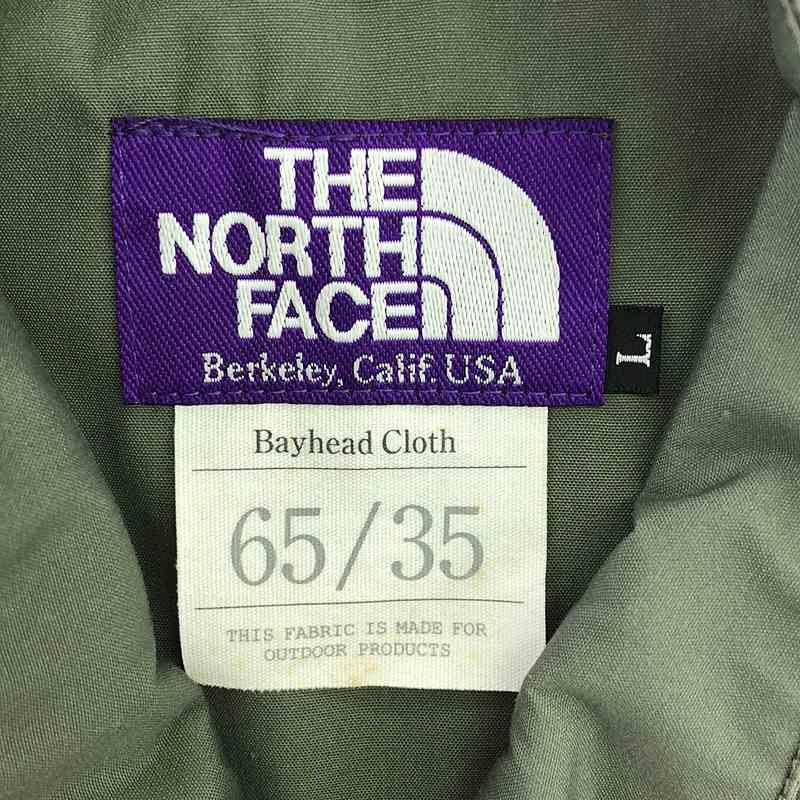 THE
NORTH
FACE
Berkeley, Calif. USA
L
Bayhead Cloth
65/35
THIS FABRIC IS MADE FOR
OUTDOOR PRODUCTS